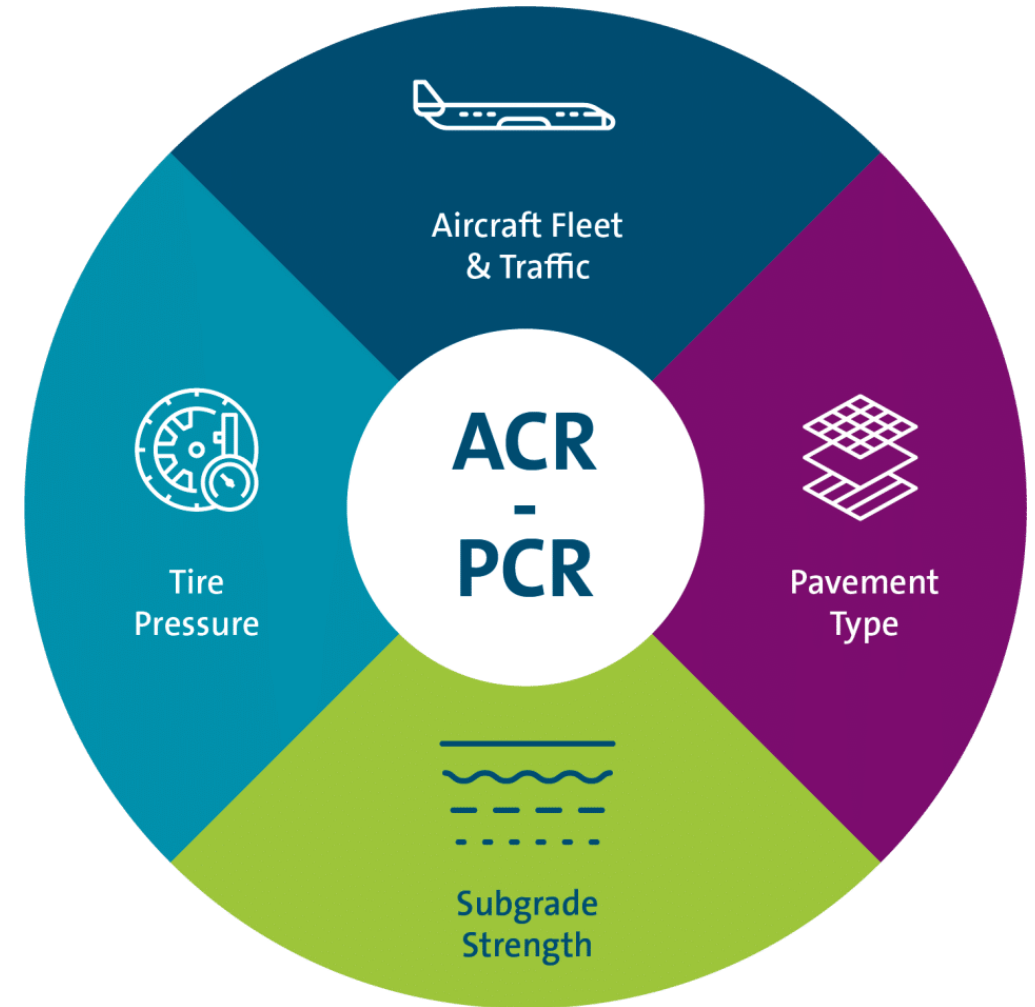 Aircraft Fleet
& Traffic
ACR
-
PCR
Tire
Pressure
Pavement
Type
Subgrade
Strength